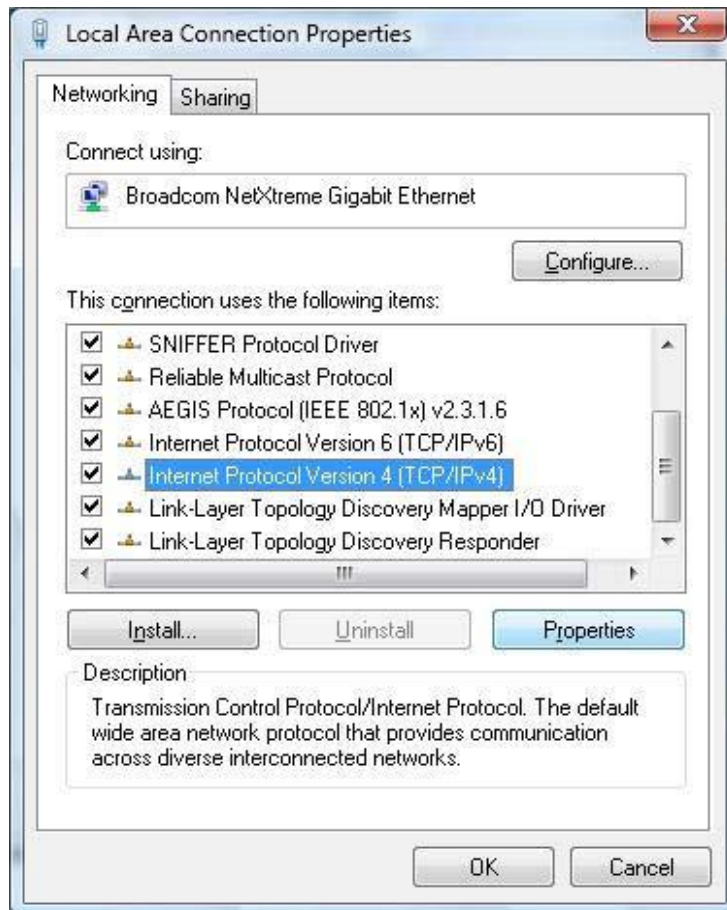 Local Area Connection Properties
Networking
Sharing
Connect using:
Broadcom NetXtreme Gigabit Ethernet
Configure...
This connection uses the following items:
SNIFFER Protocol Driver
Reliable Multicast Protocol
AEGIS Protocol (IEEE 802.1x) v2.3.1.6
Internet Protocol Version 6 (TCP/IPv6)
Internet Protocol Version 4 (TCP/IPv4)
Link-Layer Topology Discovery Mapper I/O Driver
Link-Layer Topology Discovery Responder
Install...
Uninstall
Properties
Description
Transmission Control Protocol/Internet Protocol. The default
wide area network protocol that provides communication
across diverse interconnected networks.
OK
Cancel